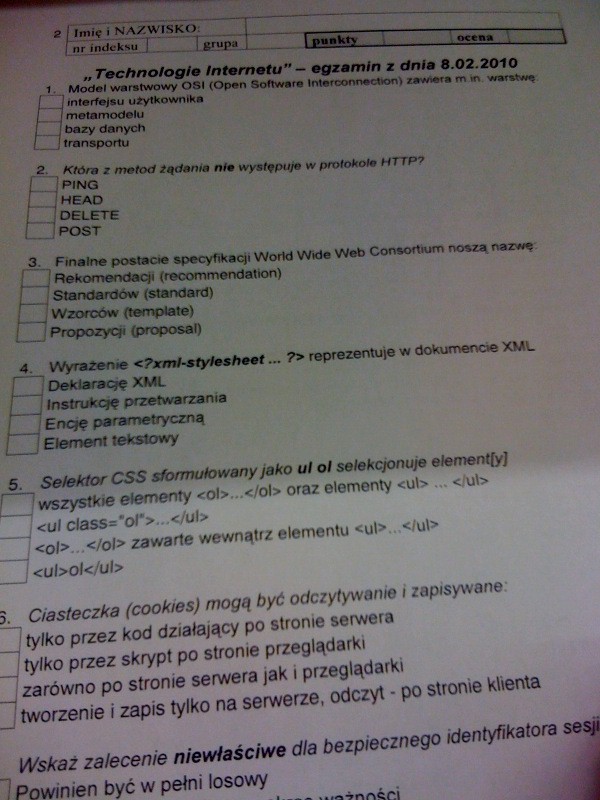 2 Imię i NAZWISKO:
nr indeksu grupa punkty ocena
„Technologie Internetu” – egzamin z dnia 8.02.2010
1. Model warstwowy OSI (Open Software Interconnection) zawiera m.in. warstwę:
interfejsu użytkownika
metamodelu
bazy danych
transportu
2. Która z metod żądania nie występuje w protokole HTTP?
PING
HEAD
DELETE
POST
3. Finalne postacie specyfikacji World Wide Web Consortium noszą nazwę:
Rekomendacji (recommendation)
Standardów (standard)
Wzorców (template)
Propozycji (proposal)
4. Wyrażenie <?xml-stylesheet ... ?> reprezentuje w dokumencie XML
Deklarację XML
Instrukcję przetwarzania
Encję parametryczną
Element tekstowy
5. Selektor CSS sformułowany jako ul ol selekcjonuje element[y]
wszystkie elementy <ol>...</ol> oraz elementy <ul> ... </ul>
<ul class="ol">...</ul>
<ol>...</ol> zawarte wewnątrz elementu <ul>...</ul>
<ul>ol</ul>
6. Ciasteczka (cookies) mogą być odczytywanie i zapisywane:
tylko przez kod działający po stronie serwera
tylko przez skrypt po stronie przeglądarki
zarówno po stronie serwera jak i przeglądarki
tworzenie i zapis tylko na serwerze, odczyt - po stronie klienta
Wskaż zalecenie niewłaściwe dla bezpiecznego identyfikatora sesji
Powinien być w pełni losowy
ważności